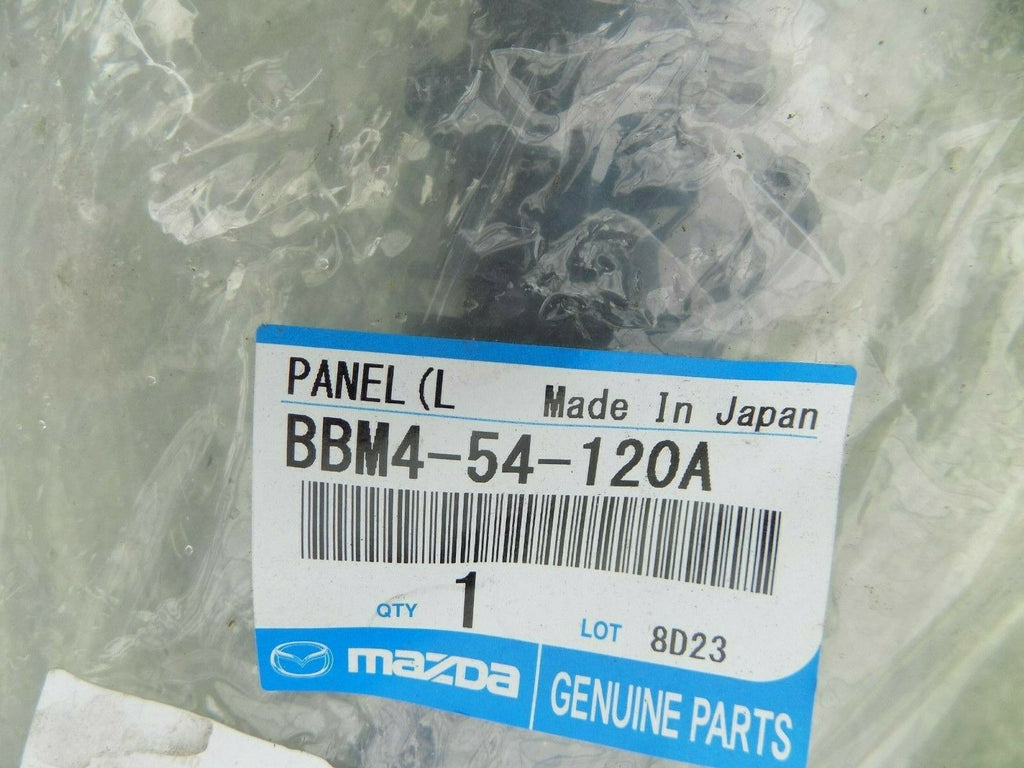 PANEL(L Made In Japan
BBM4-54-120A
QTY 1 LOT 8D23
mazda GENUINE PARTS